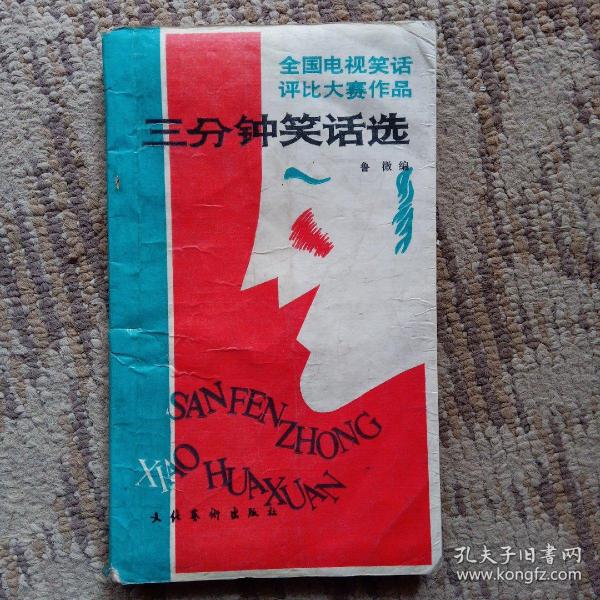 全国电视笑话
评比大赛作品
三分钟笑话选
鲁微编
SANFENZHONG
XIAO HUAXUAN
文化艺术出版社
孔夫子旧书网
www.kongfz.com